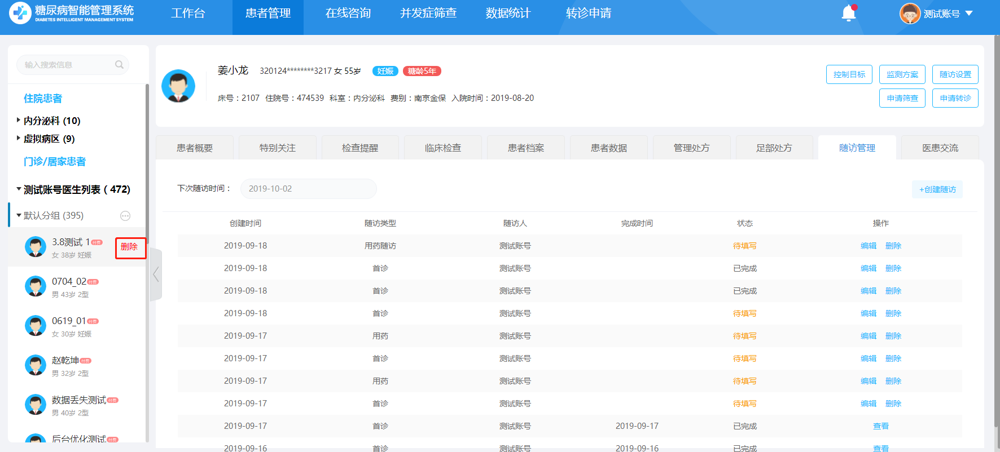 糖尿病智能管理系统
DIABETES INTELLIGENT MANAGEMENT SYSTEM
工作台 患者管理 在线咨询 并发症筛查 数据统计 转诊申请 测试账号
输入搜索信息
住院患者
内分泌科 (10)
虚拟病区 (9)
门诊/居家患者
测试账号医生列表 ( 472)
默认分组 (395)
3.8测试 1 付费
女 38岁 妊娠
删除
0704_02 付费
男 43岁 2型
0619_01 付费
女 30岁 妊娠
赵乾坤 付费
男 32岁 2型
数据丢失测试 付费
男 40岁 2型
后台优化测试 付费
姜小龙 320124********3217 女 55岁 妊娠 糖龄5年
床号：2107 住院号：474539 科室：内分泌科 费别：南京金保 入院时间：2019-08-20
控制目标 监测方案 随访设置
申请筛查 申请转诊
患者概要 特别关注 检查提醒 临床检查 患者档案 患者数据 管理处方 足部处方 随访管理 医患交流
下次随访时间： 2019-10-02 +创建随访
创建时间 随访类型 随访人 完成时间 状态 操作
2019-09-18 用药随访 测试账号 待填写 编辑 删除
2019-09-18 首诊 测试账号 已完成 编辑 删除
2019-09-18 首诊 测试账号 已完成 编辑 删除
2019-09-18 首诊 测试账号 待填写 编辑 删除
2019-09-17 用药 测试账号 待填写 编辑 删除
2019-09-17 首诊 测试账号 待填写 编辑 删除
2019-09-17 用药 测试账号 待填写 编辑 删除
2019-09-17 首诊 测试账号 待填写 编辑 删除
2019-09-17 首诊 测试账号 2019-09-17 已完成 查看
2019-09-16 首诊 测试账号 2019-09-16 已完成 查看